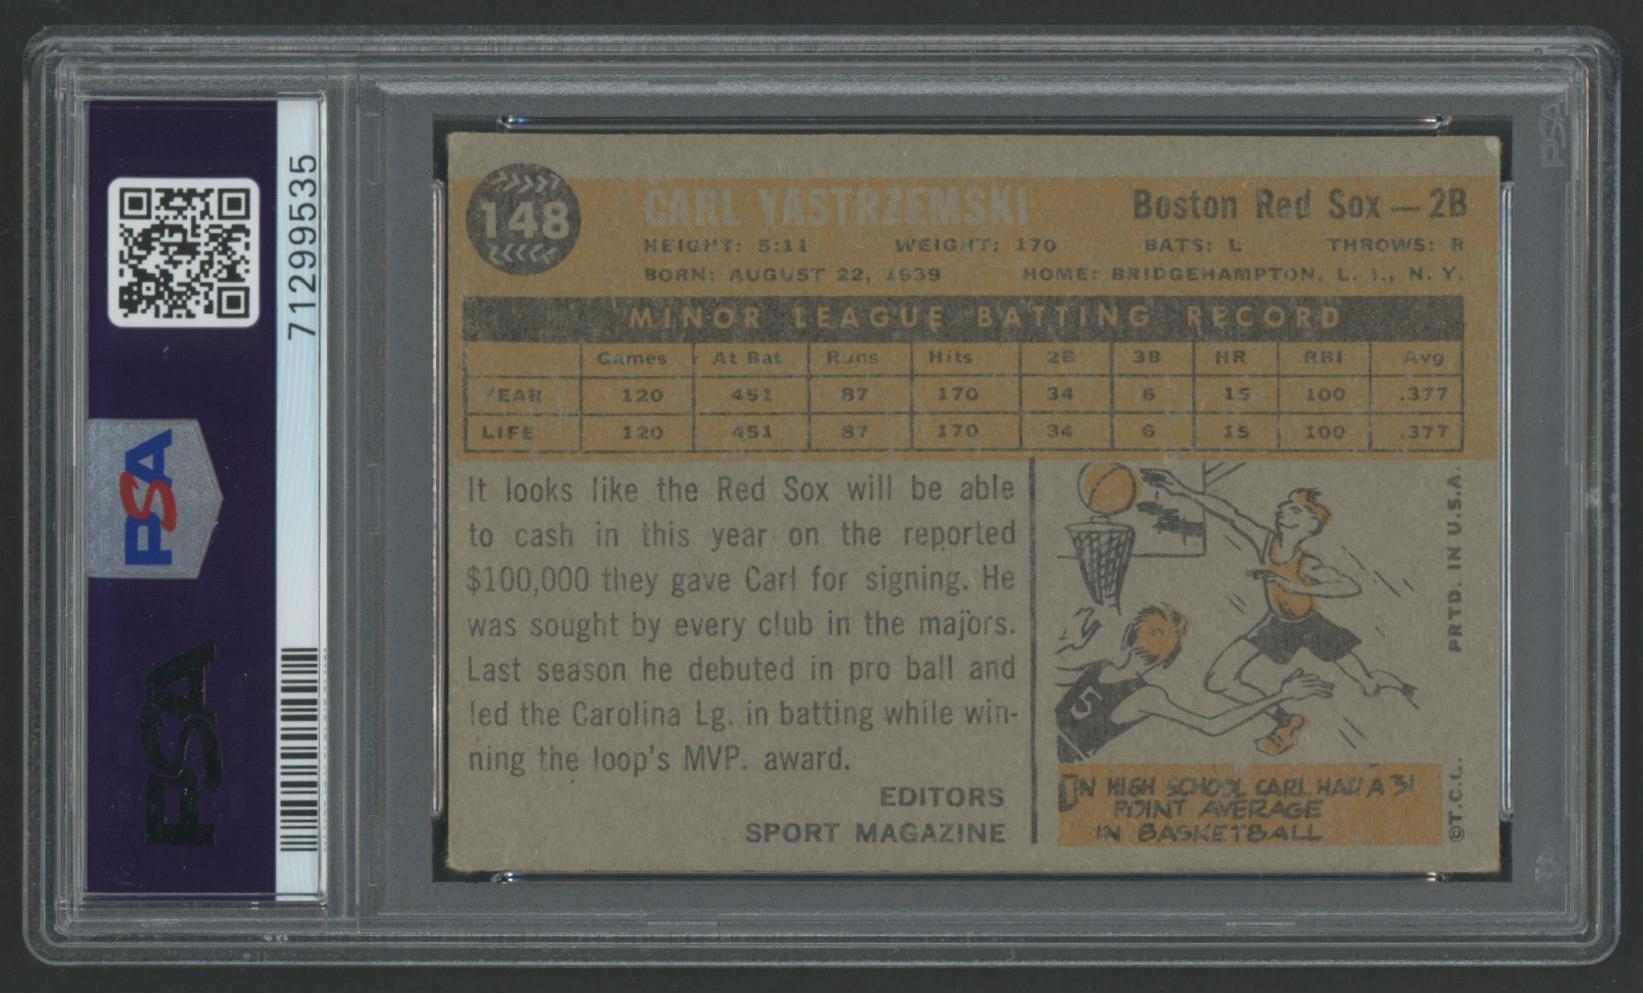 71299535
PSA
PSA
PSA
148
CARL YASTRZEMSKI
Boston Red Sox — 2B
HEIGHT: 5:11 WEIGHT: 170 BATS: L THROWS: R
BORN: AUGUST 22, 1939 HOME: BRIDGEHAMPTON, L. I., N. Y.
MINOR LEAGUE BATTING RECORD
Games At Bat Runs Hits 2B 3B HR RBI Avg
YEAR 120 451 87 170 34 6 15 100 .377
LIFE 120 451 87 170 34 6 15 100 .377
It looks like the Red Sox will be able
to cash in this year on the reported
$100,000 they gave Carl for signing. He
was sought by every club in the majors.
Last season he debuted in pro ball and
led the Carolina Lg. in batting while win-
ning the loop's MVP. award.
EDITORS
SPORT MAGAZINE
5
IN HIGH SCHOOL CARL HAD A 31
POINT AVERAGE
IN BASKETBALL
©T.C.G. PRTD. IN U.S.A.